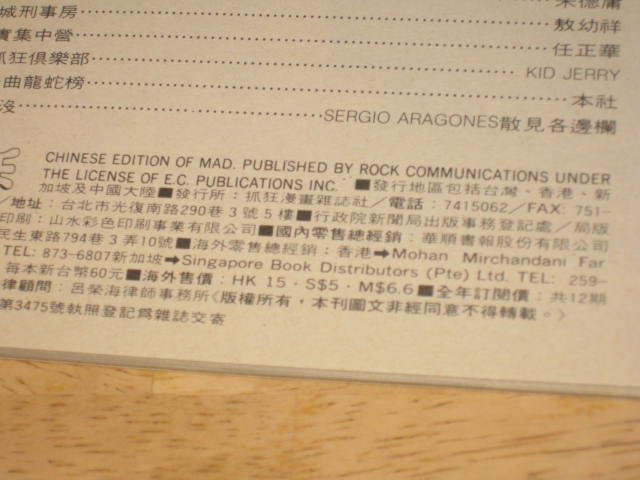 城刑事房⋯⋯⋯⋯敖幼祥
集中營⋯⋯⋯⋯任正華
抓狂俱樂部⋯⋯⋯⋯KID JERRY
曲龍蛇榜⋯⋯⋯⋯本社
沒⋯⋯⋯⋯SERGIO ARAGONES散見各邊欄
CHINESE EDITION OF MAD. PUBLISHED BY ROCK COMMUNICATIONS UNDER
THE LICENSE OF E.C. PUBLICATIONS INC. ■發行地區包括台灣、香港、新
加坡及中國大陸■發行所：抓狂漫畫雜誌社／電話：7415062／FAX: 751-
／地址：台北市光復南路290巷3號5樓■行政院新聞局出版事務登記處／局版
印刷：山水彩色印刷事業有限公司■國內零售總經銷：華順書報股份有限公司
民生東路794巷3弄10號■海外零售總經銷：香港➡Mohan Mirchandani Far
TEL: 873-6807新加坡➡Singapore Book Distributors (Pte) Ltd. TEL: 259-
每本新台幣60元■海外售價：HK 15・S$5・M$6.6■全年訂閱價：共12期
律顧問：呂榮海律師事務所《版權所有，本刊圖文非經同意不得轉載。》
第3475號執照登記為雜誌交寄